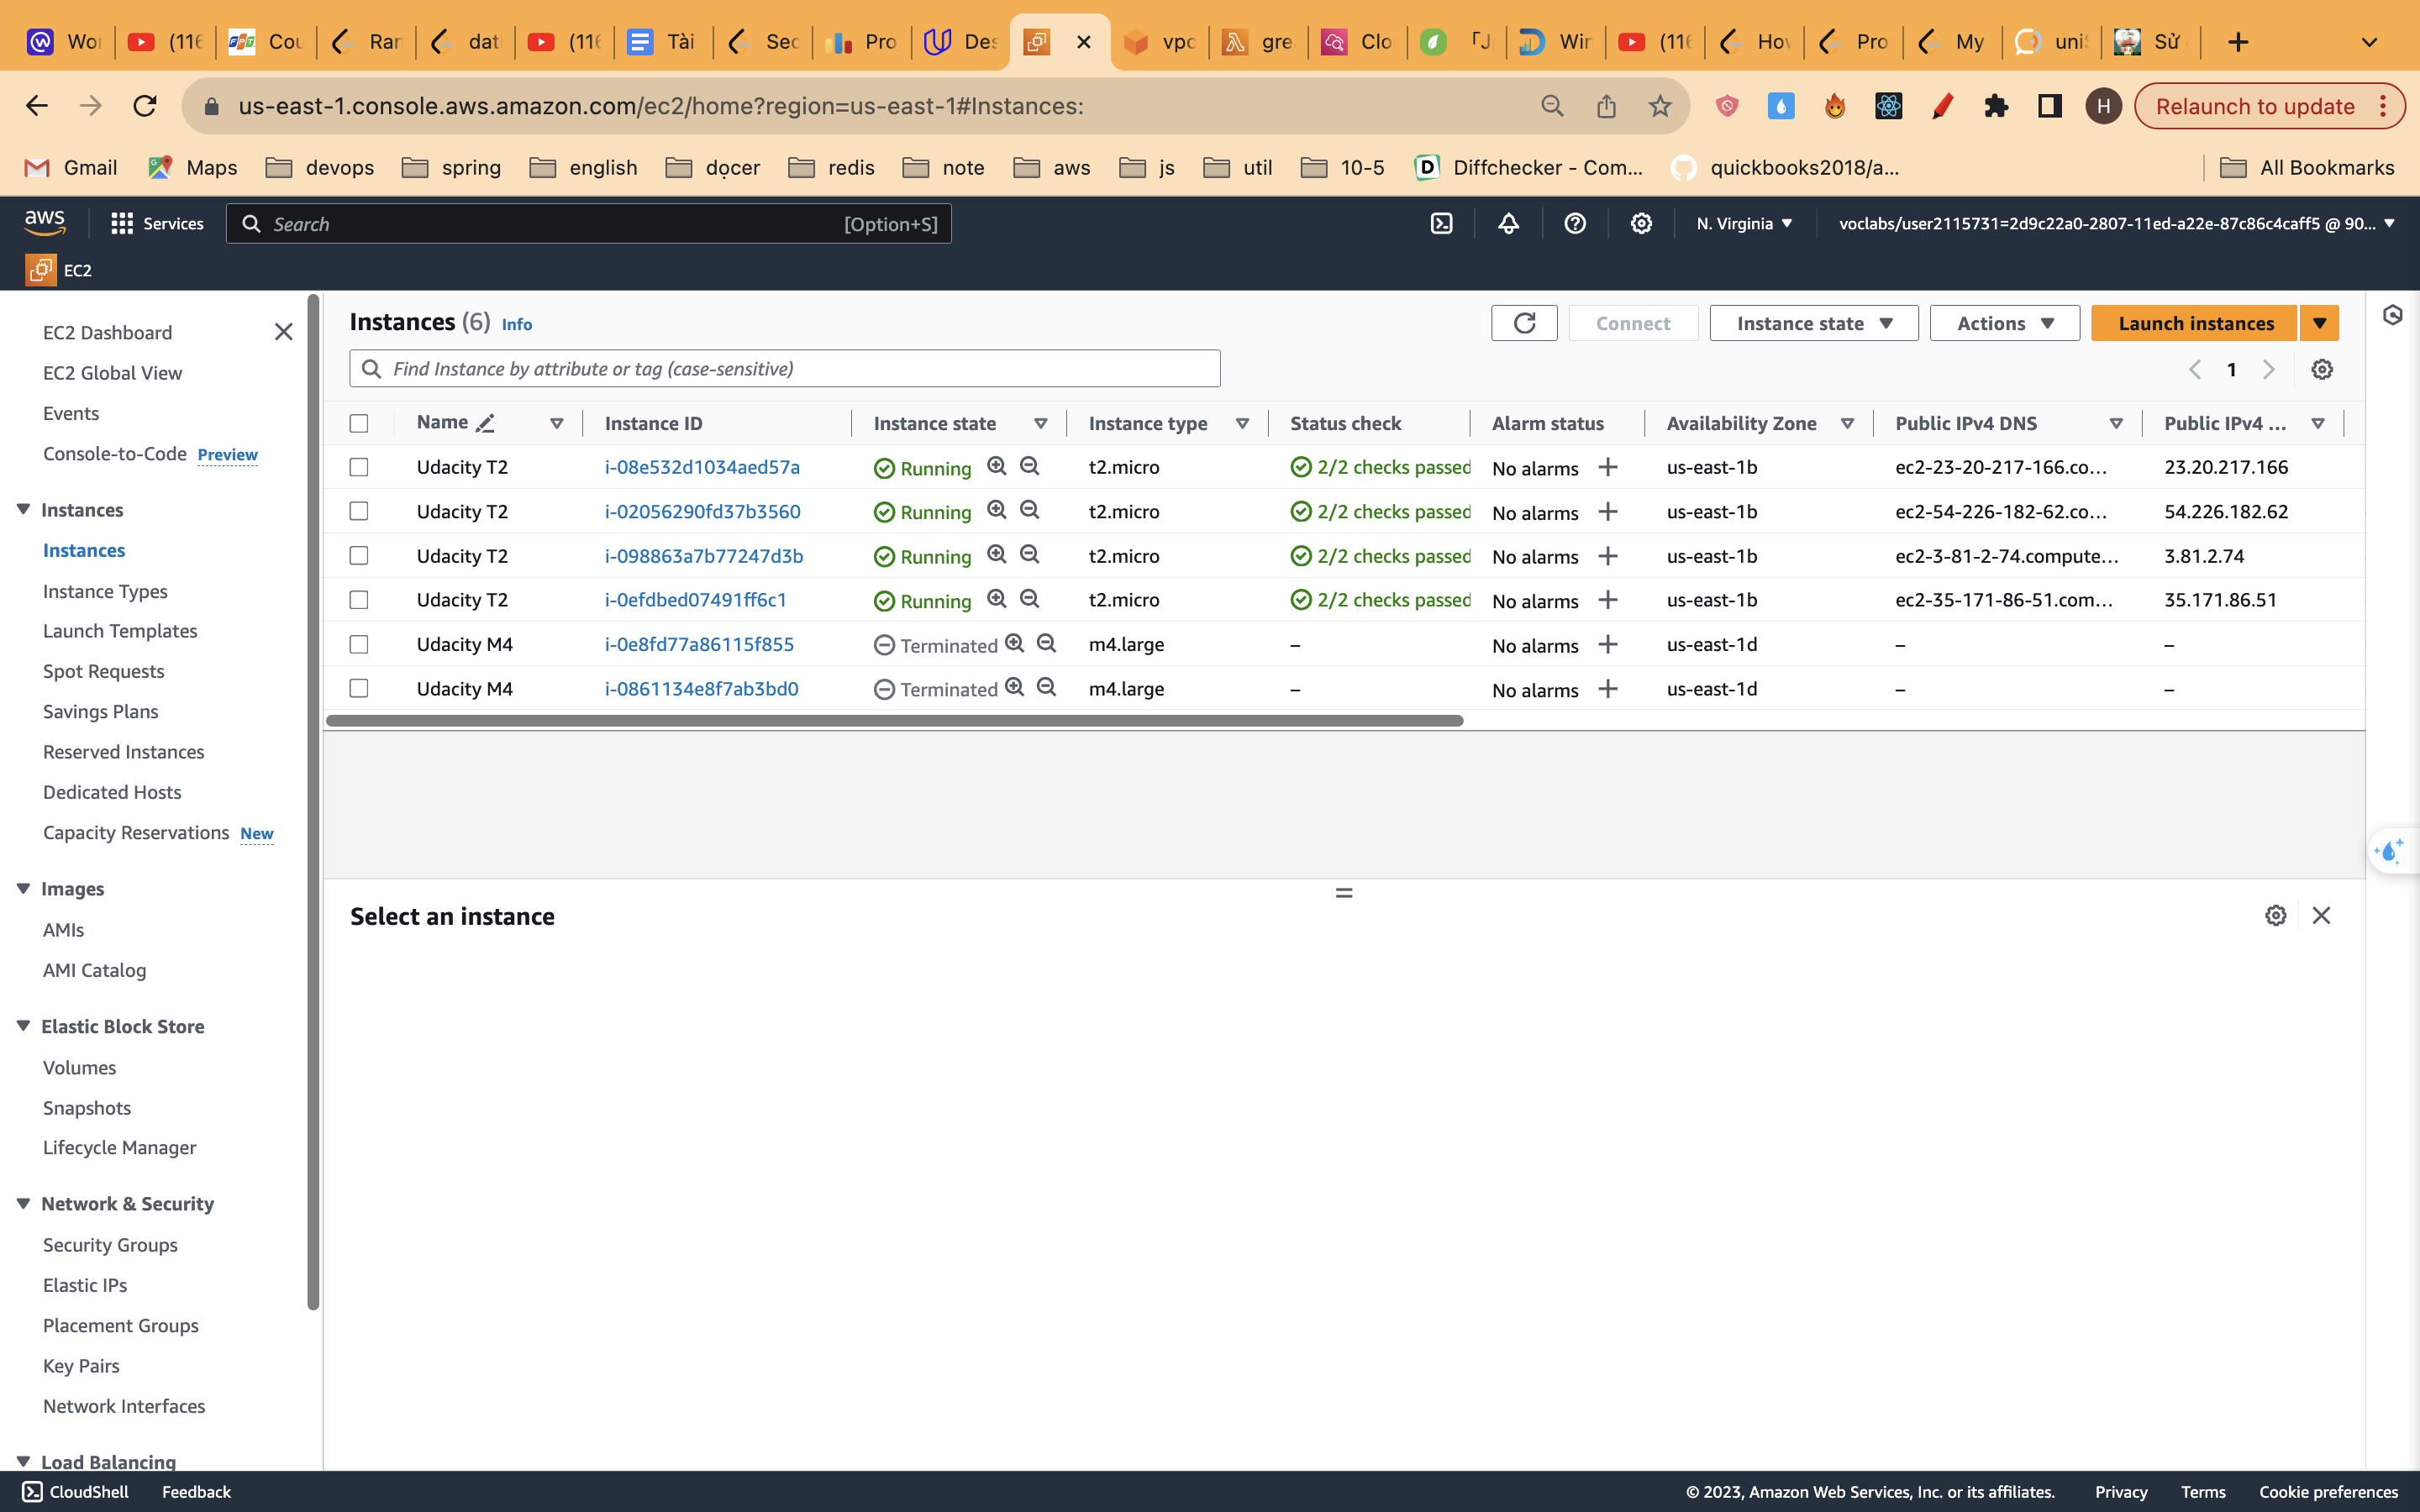 Wor (116 Cou Ran dat (116 Tài Sec Pro Des vpc gre Clo 「J Wir (116 How Pro My uniS Sử
us-east-1.console.aws.amazon.com/ec2/home?region=us-east-1#Instances: H Relaunch to update
Gmail Maps devops spring english dọcer redis note aws js util 10-5 D Diffchecker - Com... quickbooks2018/a... All Bookmarks
aws Services Search [Option+S] N. Virginia voclabs/user2115731=2d9c22a0-2807-11ed-a22e-87c86c4caff5 @ 90...
EC2
EC2 Dashboard
EC2 Global View
Events
Console-to-Code Preview
Instances
Instances
Instance Types
Launch Templates
Spot Requests
Savings Plans
Reserved Instances
Dedicated Hosts
Capacity Reservations New
Images
AMIs
AMI Catalog
Elastic Block Store
Volumes
Snapshots
Lifecycle Manager
Network & Security
Security Groups
Elastic IPs
Placement Groups
Key Pairs
Network Interfaces
Load Balancing
Instances (6) Info Connect Instance state Actions Launch instances
Find Instance by attribute or tag (case-sensitive) 1
Name Instance ID Instance state Instance type Status check Alarm status Availability Zone Public IPv4 DNS Public IPv4 ...
Udacity T2 i-08e532d1034aed57a Running t2.micro 2/2 checks passed No alarms us-east-1b ec2-23-20-217-166.co... 23.20.217.166
Udacity T2 i-02056290fd37b3560 Running t2.micro 2/2 checks passed No alarms us-east-1b ec2-54-226-182-62.co... 54.226.182.62
Udacity T2 i-098863a7b77247d3b Running t2.micro 2/2 checks passed No alarms us-east-1b ec2-3-81-2-74.compute... 3.81.2.74
Udacity T2 i-0efdbed07491ff6c1 Running t2.micro 2/2 checks passed No alarms us-east-1b ec2-35-171-86-51.com... 35.171.86.51
Udacity M4 i-0e8fd77a86115f855 Terminated m4.large – No alarms us-east-1d – –
Udacity M4 i-0861134e8f7ab3bd0 Terminated m4.large – No alarms us-east-1d – –
Select an instance
CloudShell Feedback © 2023, Amazon Web Services, Inc. or its affiliates. Privacy Terms Cookie preferences